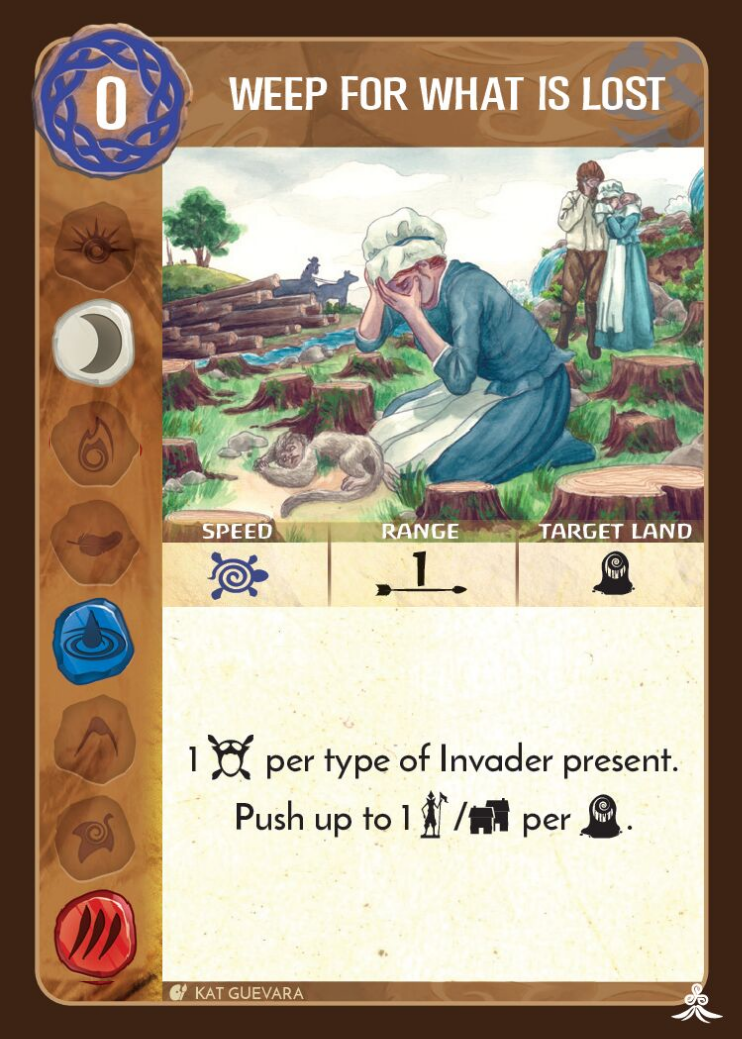 0
WEEP FOR WHAT IS LOST
SPEED RANGE TARGET LAND
1
1 per type of Invader present.
Push up to 1 / per .
KAT GUEVARA